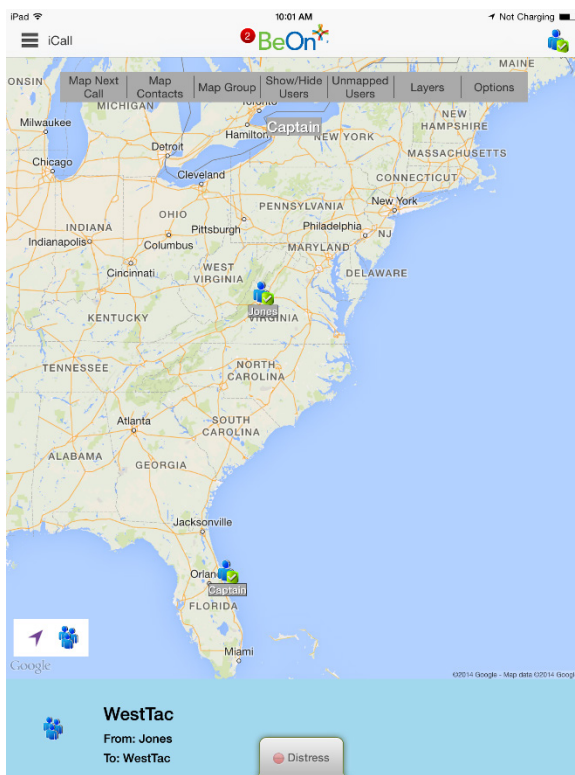 iPad 10:01 AM Not Charging
iCall 2 BeOn
Map Next Call Map Contacts Map Group Show/Hide Users Unmapped Users Layers Options
MAINE
MICHIGAN
Milwaukee
NEW HAMPSHIRE
Hamilton
Captain
NEW YORK
Detroit
MASSACHUSETTS
Chicago
Cleveland
CONNECTICUT
New York
PENNSYLVANIA
OHIO
INDIANA
Pittsburgh
Philadelphia
NJ
Indianapolis
Columbus
MARYLAND
WEST VIRGINIA
DELAWARE
Cincinnati
Jones
KENTUCKY
VIRGINIA
TENNESSEE
NORTH CAROLINA
Atlanta
SOUTH CAROLINA
ALABAMA
GEORGIA
Jacksonville
Orlan
Captain
FLORIDA
Miami
Google
©2014 Google - Map data ©2014 Googl
WestTac
From: Jones
To: WestTac
Distress